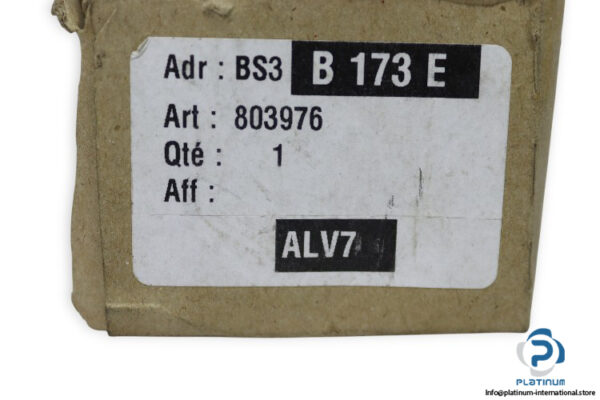 Adr : BS3 B 173 E
Art : 803976
Qté : 1
Aff :
ALV7
PLATINUM
Info@platinum-international.store